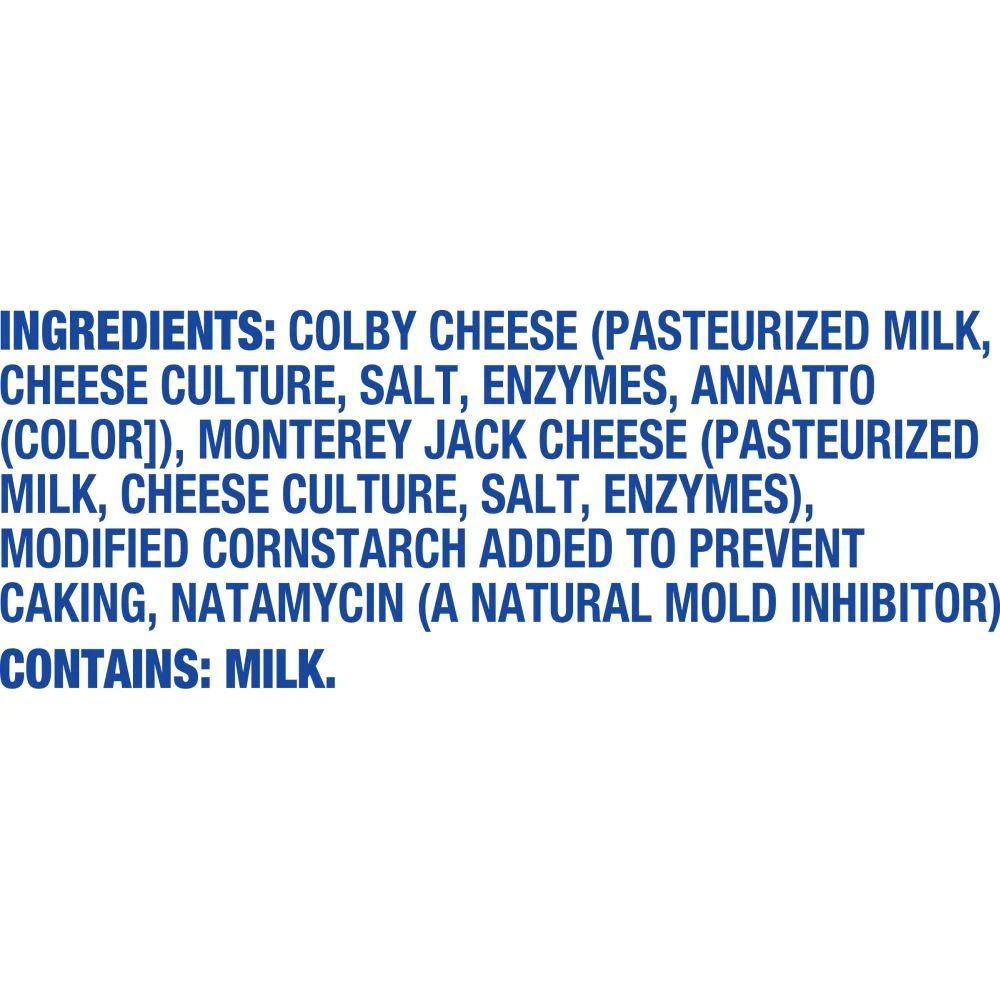 INGREDIENTS: COLBY CHEESE (PASTEURIZED MILK,
CHEESE CULTURE, SALT, ENZYMES, ANNATTO
(COLOR]), MONTEREY JACK CHEESE (PASTEURIZED
MILK, CHEESE CULTURE, SALT, ENZYMES),
MODIFIED CORNSTARCH ADDED TO PREVENT
CAKING, NATAMYCIN (A NATURAL MOLD INHIBITOR)
CONTAINS: MILK.